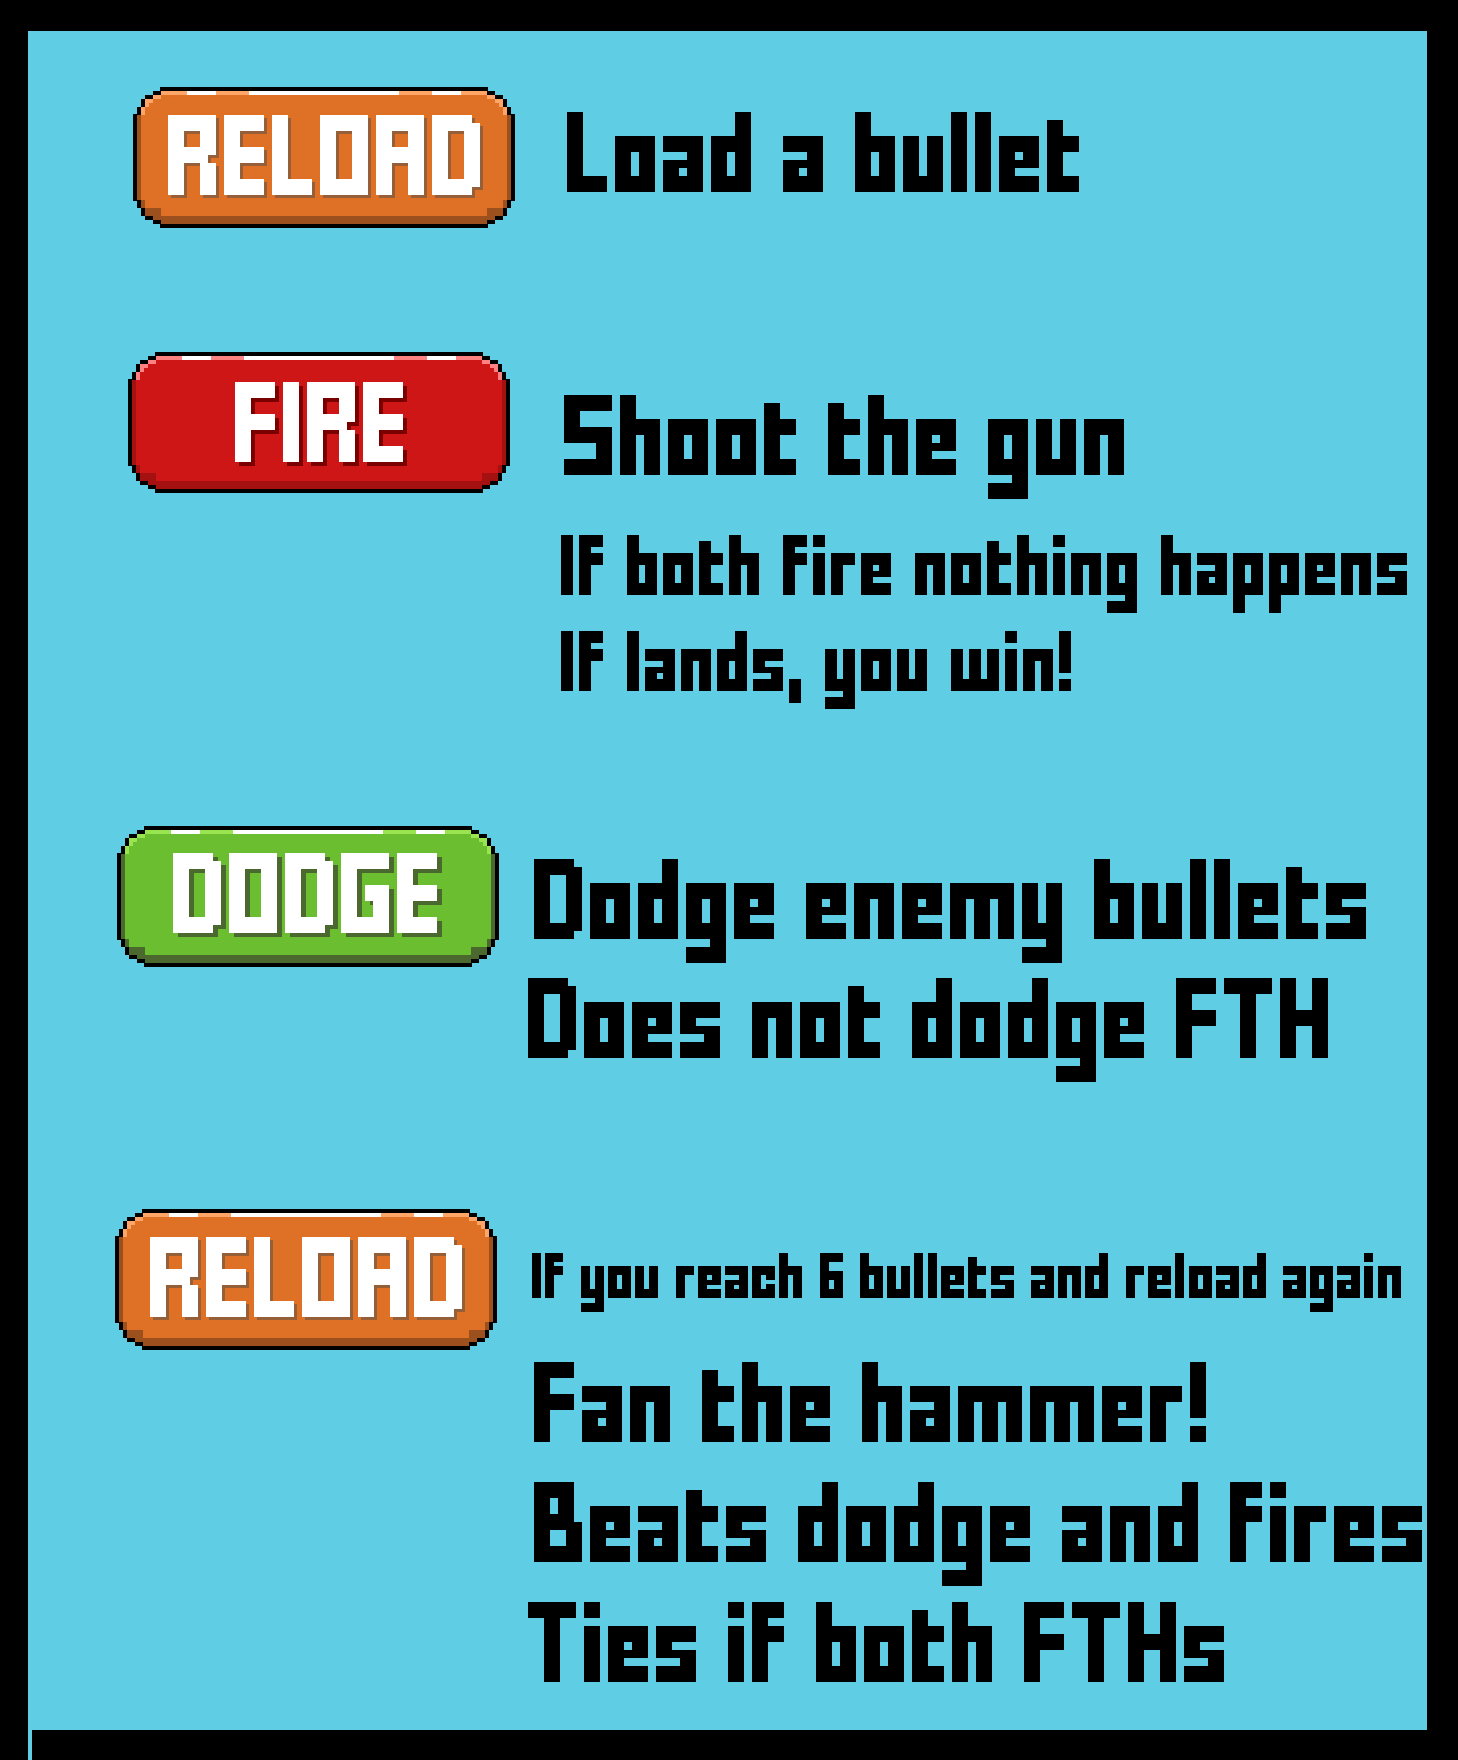 RELOAD Load a bullet
FIRE Shoot the gun
If both fire nothing happens
If lands, you win!
DODGE Dodge enemy bullets
Does not dodge FTH
RELOAD If you reach 6 bullets and reload again
Fan the hammer!
Beats dodge and fires
Ties if both FTHs